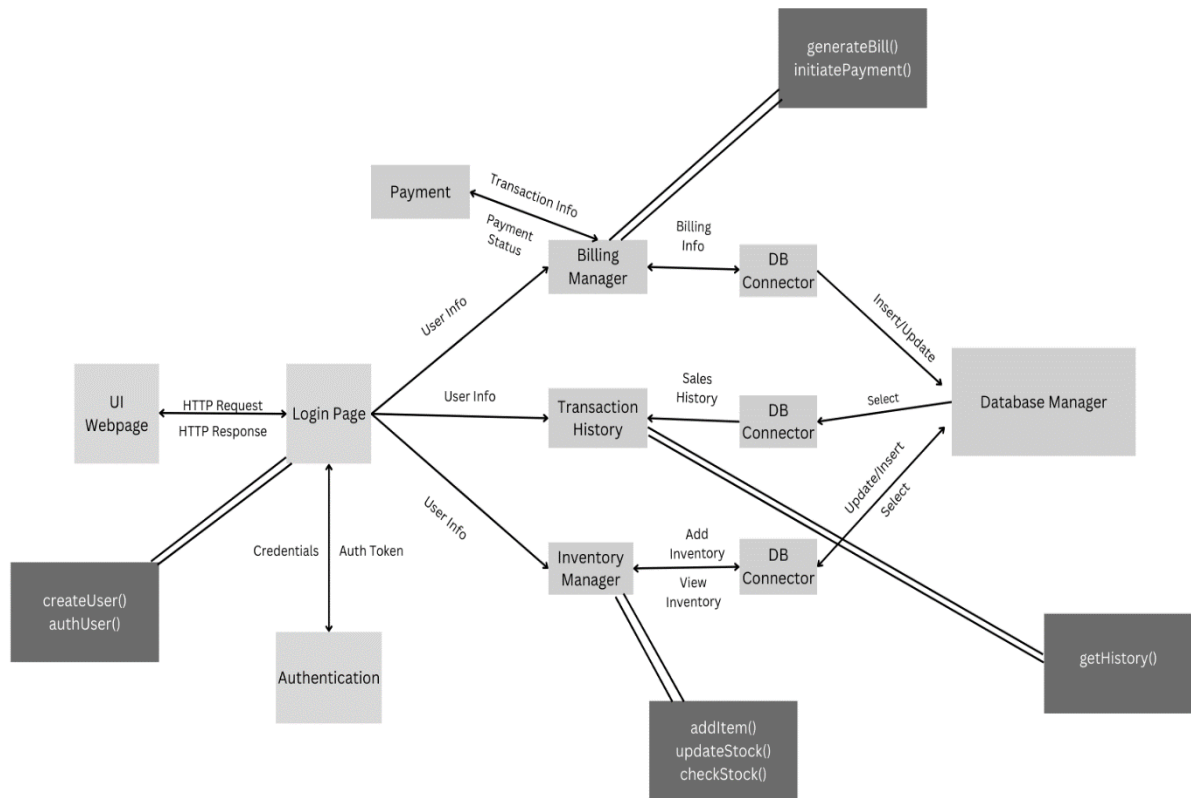 generateBill()
initiatePayment()
Payment
Transaction Info
Payment
Status
Billing
Manager
Billing
Info
DB
Connector
Insert/Update
User Info
UI
Webpage
HTTP Request
HTTP Response
Login Page
User Info
Transaction
History
Sales
History
DB
Connector
Select
Database Manager
User Info
Update/Insert
Select
Credentials
Auth Token
Inventory
Manager
Add
Inventory
View
Inventory
DB
Connector
createUser()
authUser()
Authentication
getHistory()
addItem()
updateStock()
checkStock()